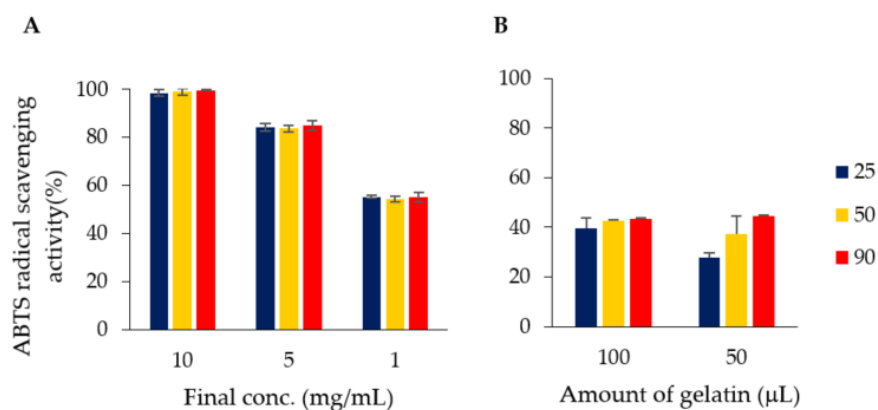 A
B
ABTS radical scavenging
activity(%)
100
80
60
40
20
0
10 5 1
Final conc. (mg/mL)
100
80
60
40
20
0
100 50
Amount of gelatin (μL)
25
50
90